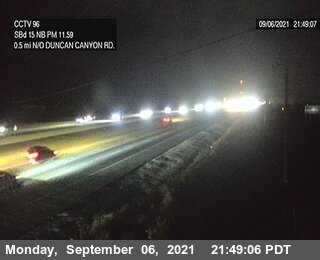 CCTV 96
SBd 15 NB PM 11.59
0.5 mi N/O DUNCAN CANYON RD.
09/06/2021 21:49:07
Monday, September 06, 2021 21:49:06 PDT